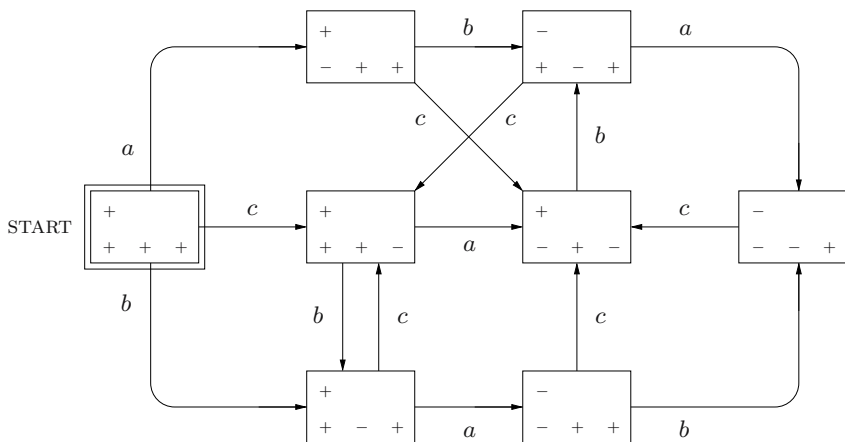 + b − a
− + + + − +
c c
a b
+ c + + c −
START + + + + + − a − + − − − +
b b c c
+ −
+ − + a − + + b